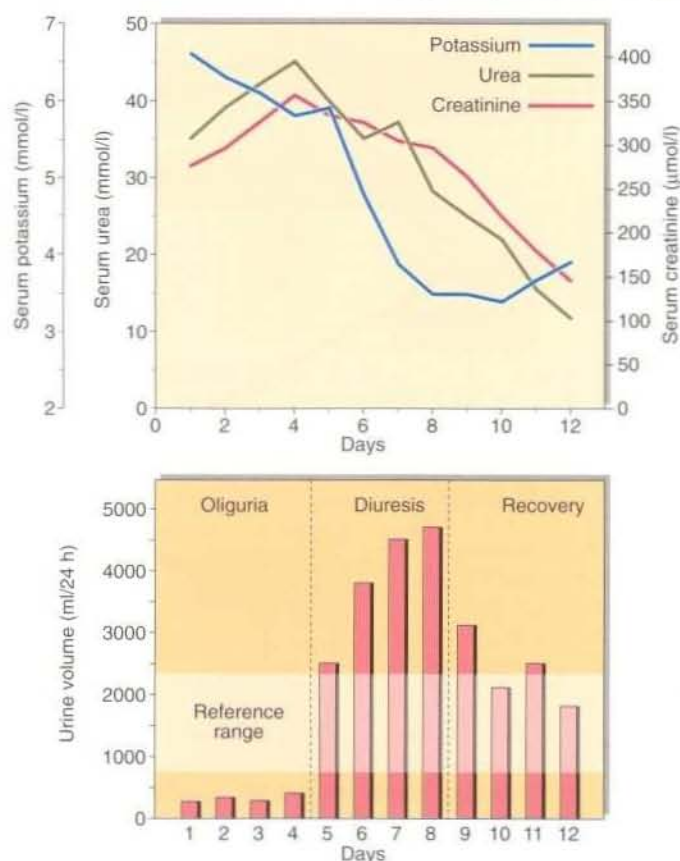 7
6
5
4
3
2
Serum potassium (mmol/l)
50
40
30
20
10
0
Serum urea (mmol/l)
Potassium
Urea
Creatinine
400
350
300
250
200
150
100
50
0
Serum creatinine (μmol/l)
0 2 4 6 8 10 12
Days
5000
4000
3000
2000
1000
0
Urine volume (ml/24 h)
Oliguria Diuresis Recovery
Reference
range
1 2 3 4 5 6 7 8 9 10 11 12
Days